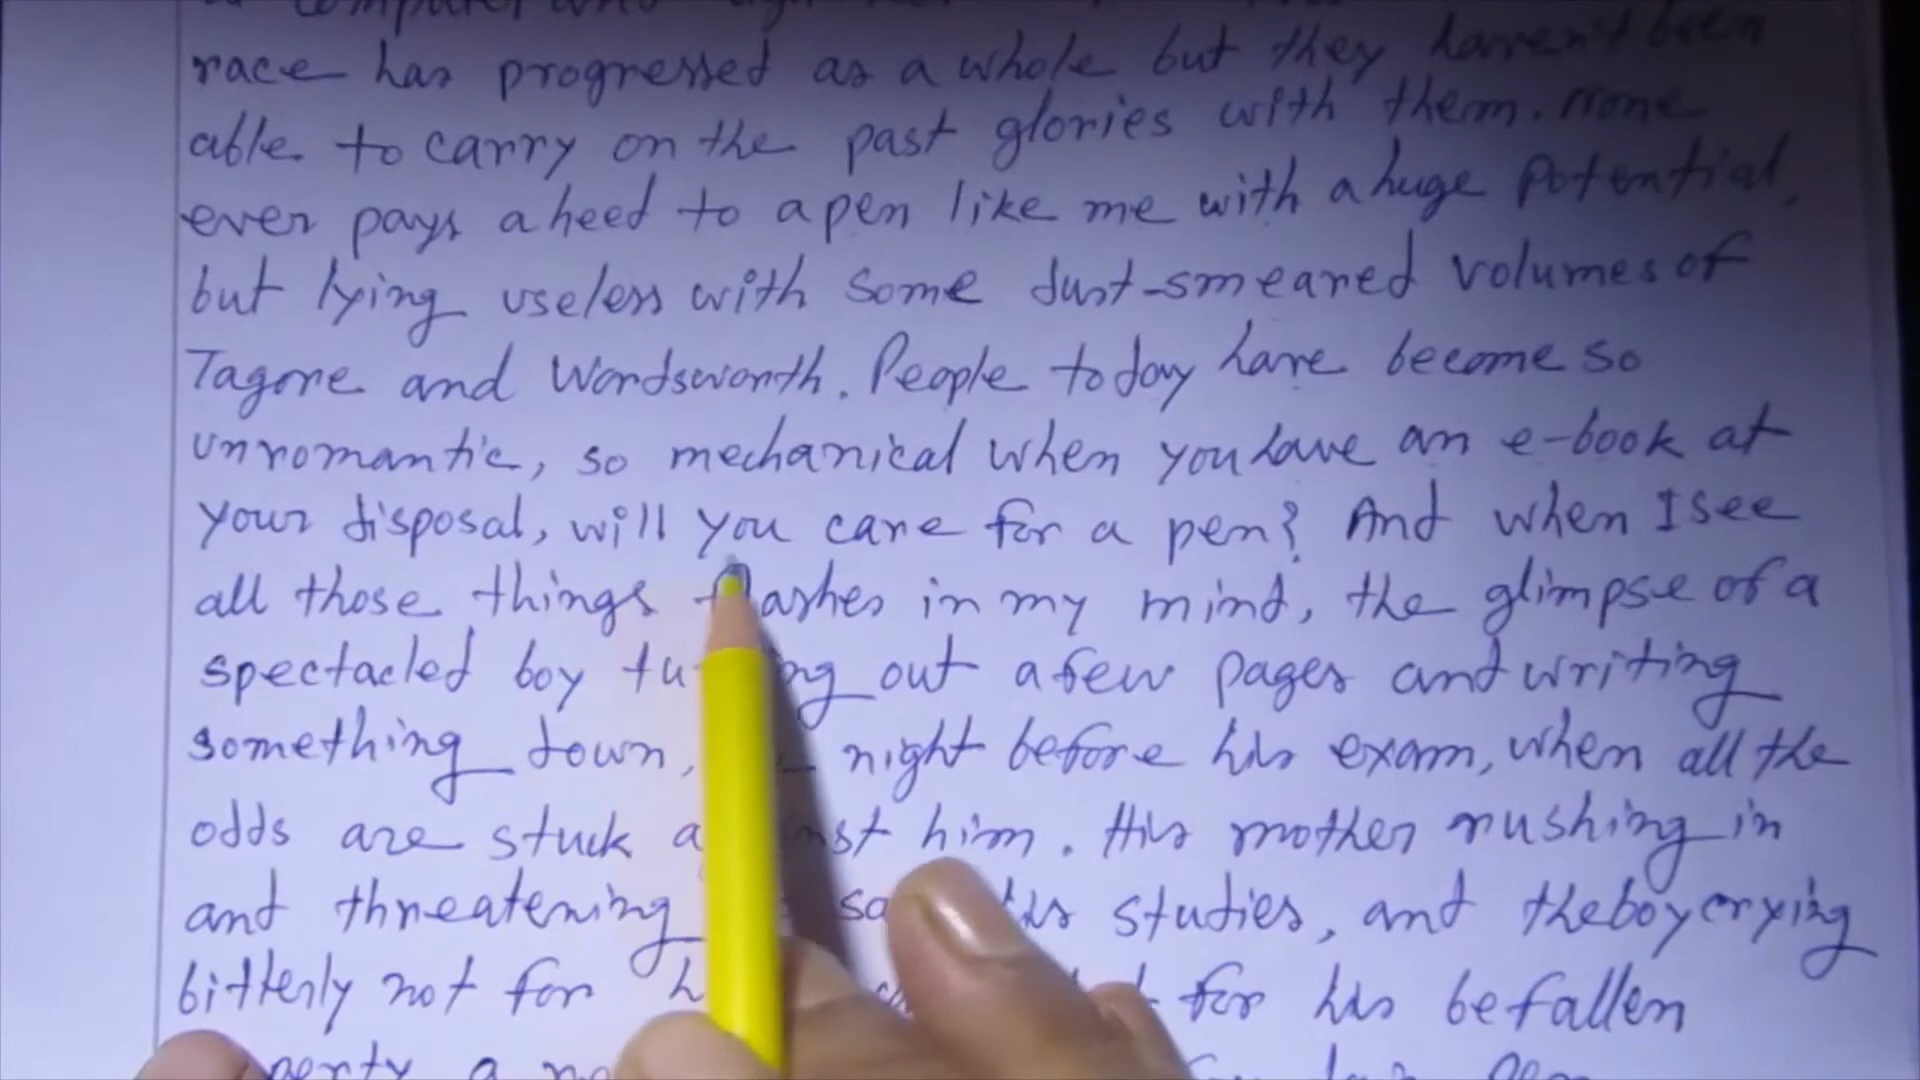 race has progressed as a whole but they haven't been
able to carry on the past glories with them. None
ever pays a heed to a pen like me with a huge potential,
but lying useless with some dust-smeared volumes of
Tagore and Wordsworth. People today have become so
unromantic, so mechanical when you have an e-book at
your disposal, will you care for a pen? And when I see
all those things flashes in my mind, the glimpse of a
spectacled boy out a few pages and writing
something down, night before his exam, when all the
odds are stuck against him. His mother rushing in
and threatening his studies, and the boy crying
bitterly not for for his befallen